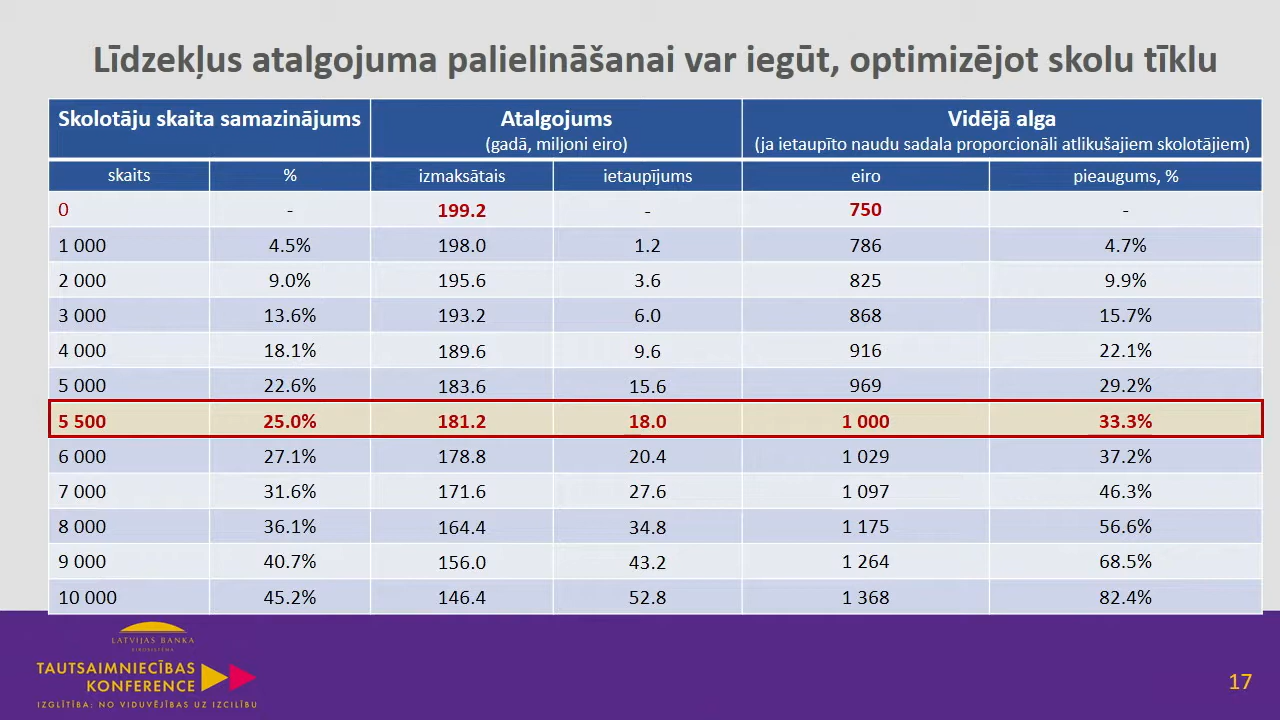 Līdzekļus atalgojuma palielināšanai var iegūt, optimizējot skolu tīklu
Skolotāju skaita samazinājums Atalgojums Vidējā alga
(gadā, miljoni eiro) (ja ietaupīto naudu sadala proporcionāli atlikušajiem skolotājiem)
skaits % izmaksātais ietaupījums eiro pieaugums, %
0 - 199.2 - 750 -
1 000 4.5% 198.0 1.2 786 4.7%
2 000 9.0% 195.6 3.6 825 9.9%
3 000 13.6% 193.2 6.0 868 15.7%
4 000 18.1% 189.6 9.6 916 22.1%
5 000 22.6% 183.6 15.6 969 29.2%
5 500 25.0% 181.2 18.0 1 000 33.3%
6 000 27.1% 178.8 20.4 1 029 37.2%
7 000 31.6% 171.6 27.6 1 097 46.3%
8 000 36.1% 164.4 34.8 1 175 56.6%
9 000 40.7% 156.0 43.2 1 264 68.5%
10 000 45.2% 146.4 52.8 1 368 82.4%
LATVIJAS BANKA
EIROSISTĒMA
TAUTSAIMNIECĪBAS
KONFERENCE
IZGLĪTĪBA: NO VIDUVĒJĪBAS UZ IZCILĪBU
17